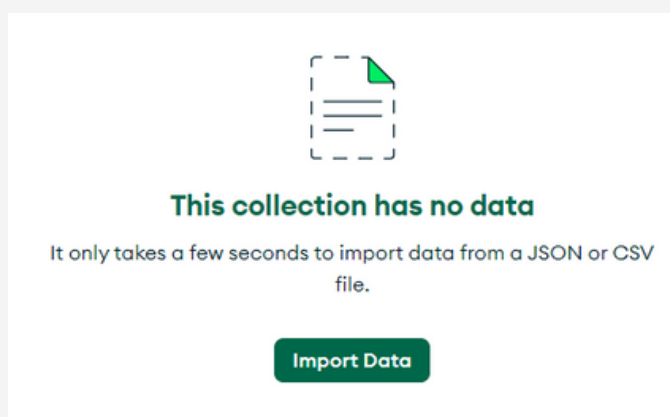 This collection has no data
It only takes a few seconds to import data from a JSON or CSV
file.
Import Data